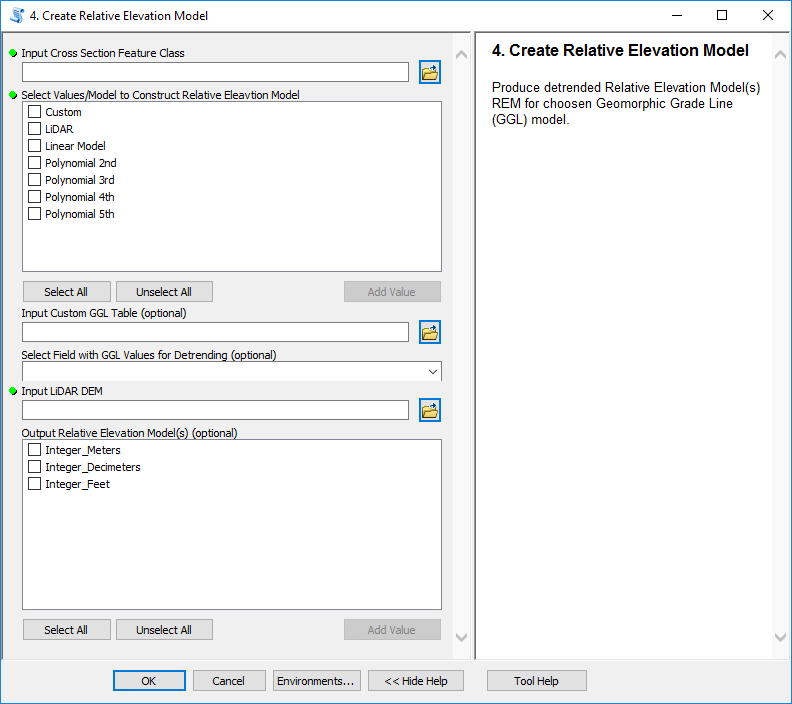 4. Create Relative Elevation Model
Input Cross Section Feature Class
Select Values/Model to Construct Relative Eleavtion Model
Custom
LiDAR
Linear Model
Polynomial 2nd
Polynomial 3rd
Polynomial 4th
Polynomial 5th
Select All
Unselect All
Add Value
Input Custom GGL Table (optional)
Select Field with GGL Values for Detrending (optional)
Input LiDAR DEM
Output Relative Elevation Model(s) (optional)
Integer_Meters
Integer_Decimeters
Integer_Feet
Select All
Unselect All
Add Value
4. Create Relative Elevation Model
Produce detrended Relative Elevation Model(s)
REM for choosen Geomorphic Grade Line
(GGL) model.
OK
Cancel
Environments...
<< Hide Help
Tool Help